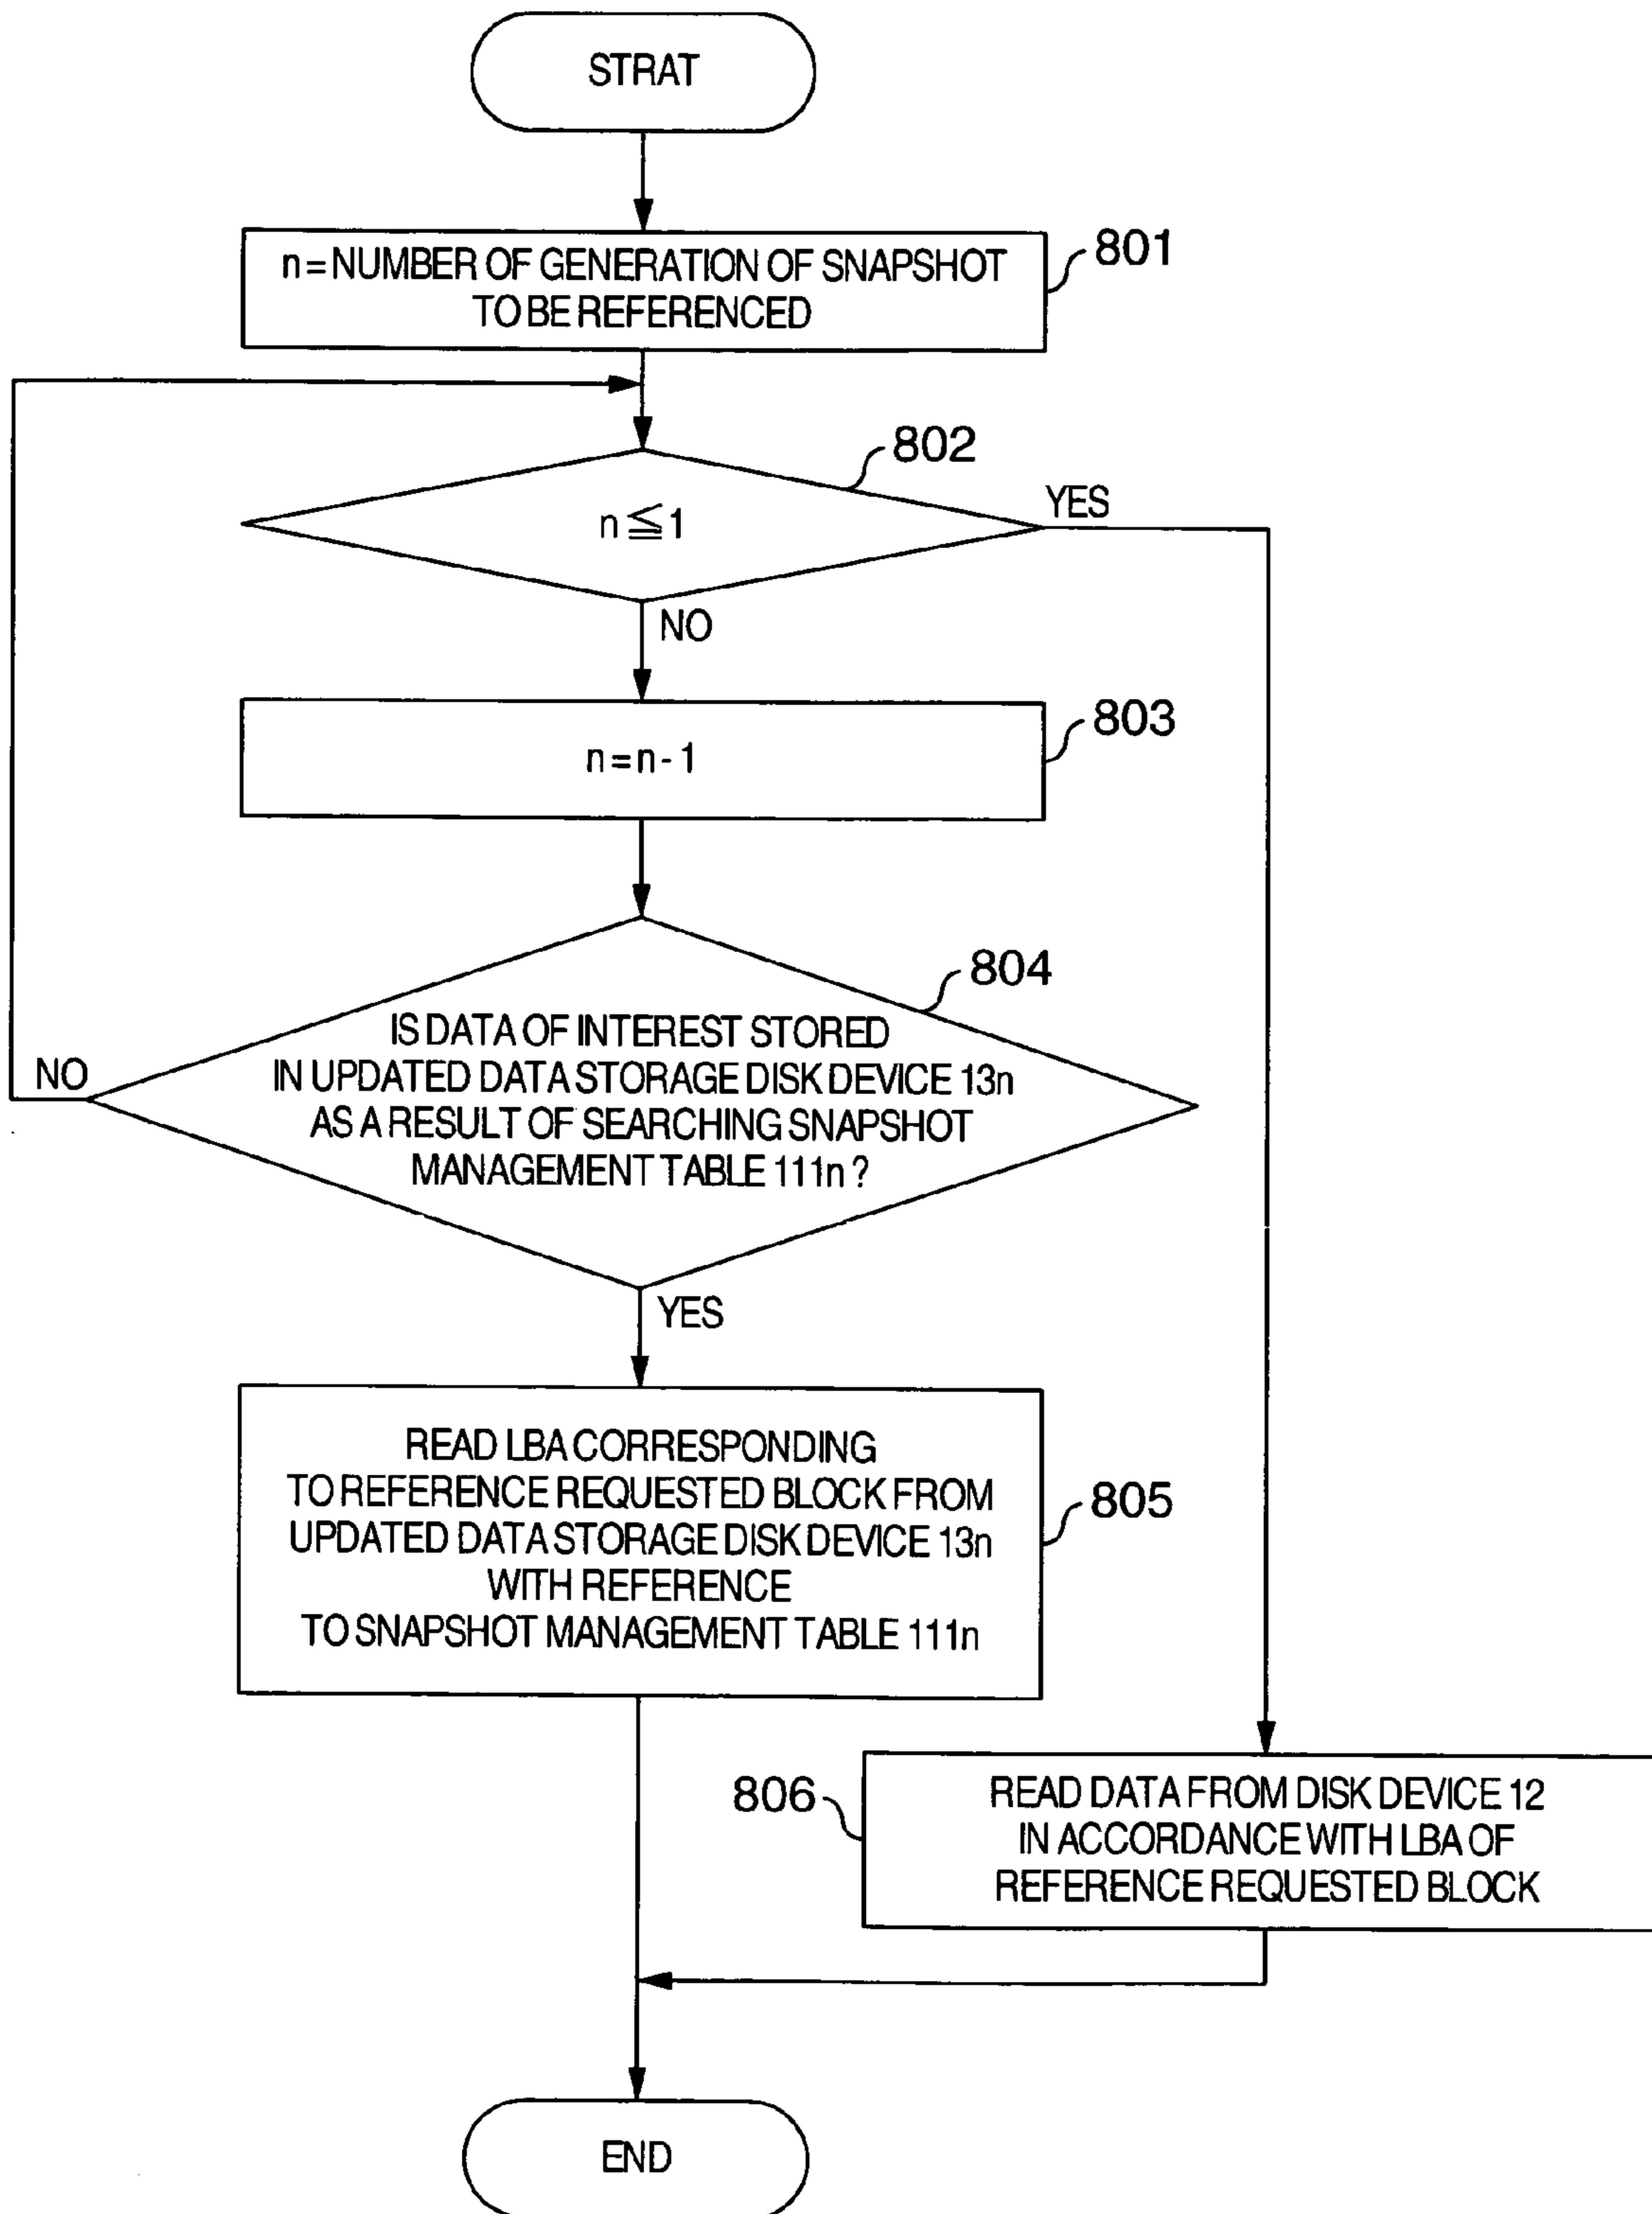 STRAT
n=NUMBER OF GENERATION OF SNAPSHOT
TO BE REFERENCED
801
802
n≦1
YES
NO
803
n=n-1
804
IS DATA OF INTEREST STORED
IN UPDATED DATA STORAGE DISK DEVICE 13n
AS A RESULT OF SEARCHING SNAPSHOT
MANAGEMENT TABLE 111n?
NO
YES
READ LBA CORRESPONDING
TO REFERENCE REQUESTED BLOCK FROM
UPDATED DATA STORAGE DISK DEVICE 13n
WITH REFERENCE
TO SNAPSHOT MANAGEMENT TABLE 111n
805
806
READ DATA FROM DISK DEVICE 12
IN ACCORDANCE WITH LBA OF
REFERENCE REQUESTED BLOCK
END